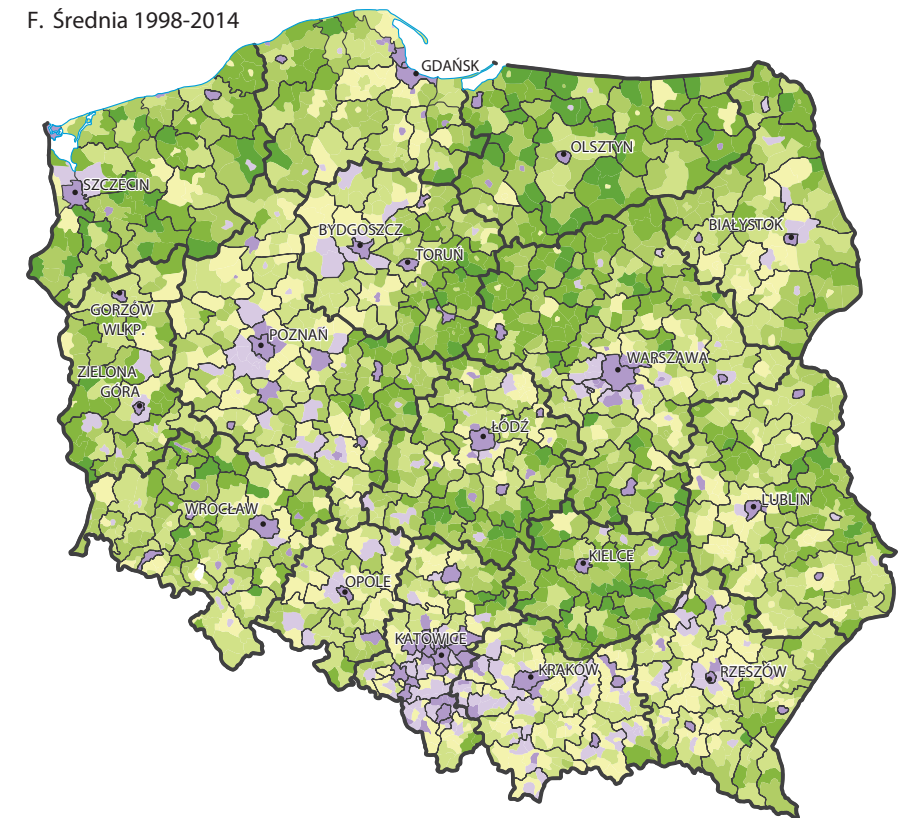 F. Średnia 1998-2014
GDAŃSK
OLSZTYN
SZCZECIN
BIAŁYSTOK
BYDGOSZCZ
TORUŃ
GORZÓW
WLKP.
POZNAŃ
WARSZAWA
ZIELONA
GÓRA
ŁÓDŹ
LUBLIN
WROCŁAW
KIELCE
OPOLE
KATOWICE
KRAKÓW
RZESZÓW